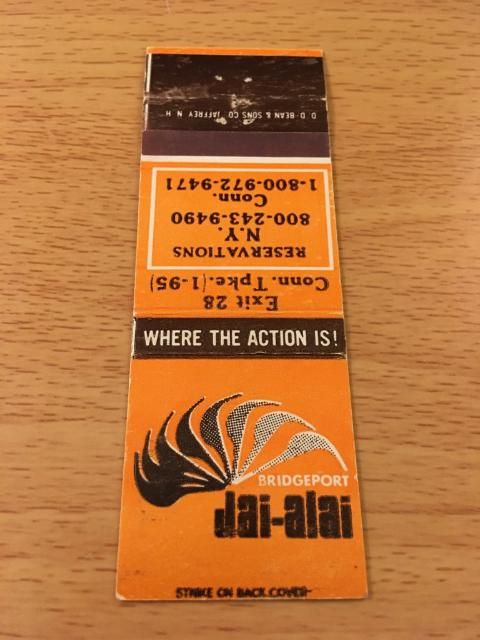 D. D. BEAN & SONS CO. JAFFREY N. H.
RESERVATIONS
N.Y.
800-243-9490
Conn.
1-800-972-9471
Exit 28
Conn. Tpke. (1-95)
WHERE THE ACTION IS!
BRIDGEPORT
Jai-alai
STRIKE ON BACK COVER